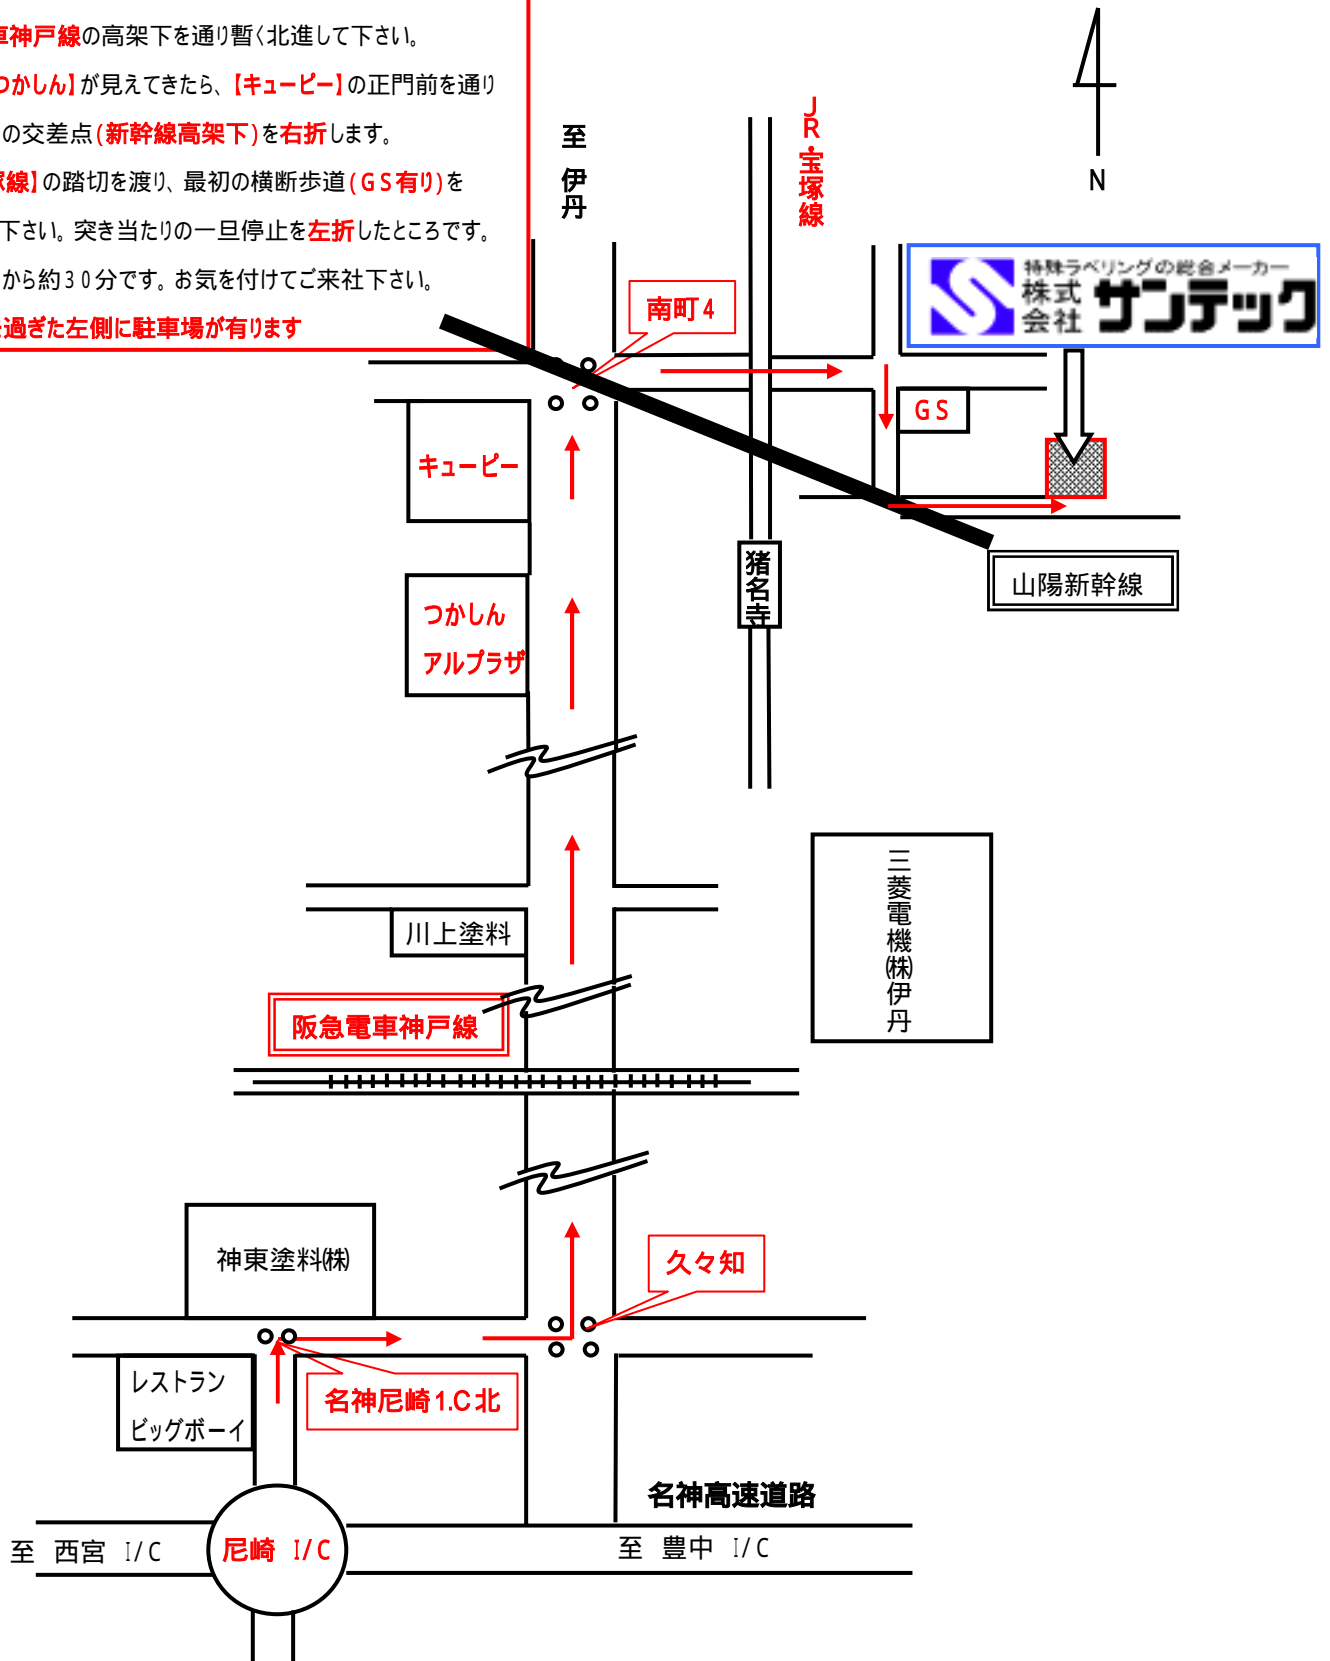 車神戸線の高架下を通り暫く北進して下さい。
つかしん】が見えてきたら、【キューピー】の正門前を通り
の交差点(新幹線高架下)を右折します。
塚線】の踏切を渡り、最初の横断歩道(GS有り)を
下さい。突き当たりの一旦停止を左折したところです。
から約30分です。お気を付けてご来社下さい。
を過ぎた左側に駐車場が有ります
至 伊丹
JR・宝塚線
N
特殊ラベリングの総合メーカー
株式会社 サンテック
南町4
GS
キューピー
猪名寺
山陽新幹線
つかしん
アルプラザ
三菱電機㈱伊丹
川上塗料
阪急電車神戸線
神東塗料㈱
久々知
レストラン
ビッグボーイ
名神尼崎1.C北
名神高速道路
至 西宮 I/C
尼崎 I/C
至 豊中 I/C